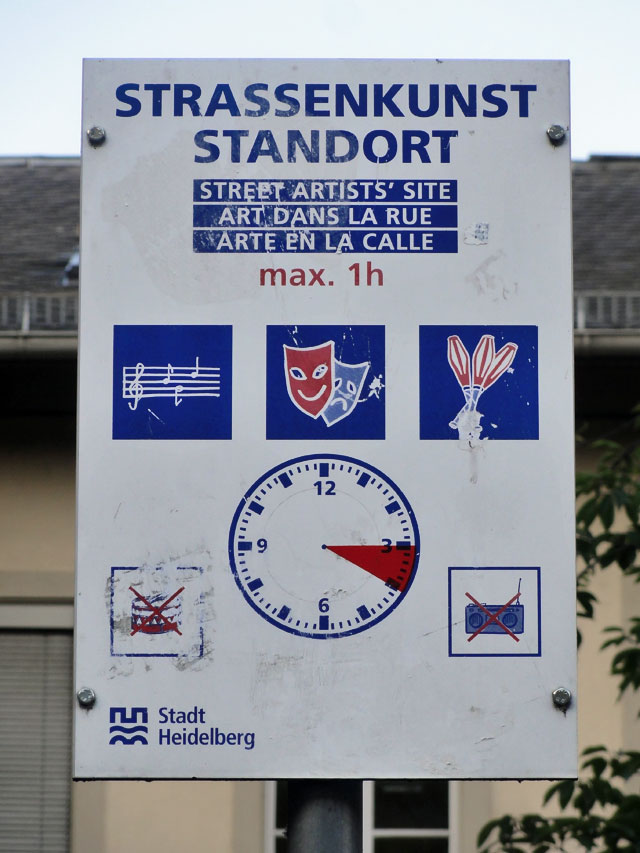 STRASSENKUNST
STANDORT
STREET ARTISTS' SITE
ART DANS LA RUE
ARTE EN LA CALLE
max. 1h
12
9
3
6
Stadt
Heidelberg